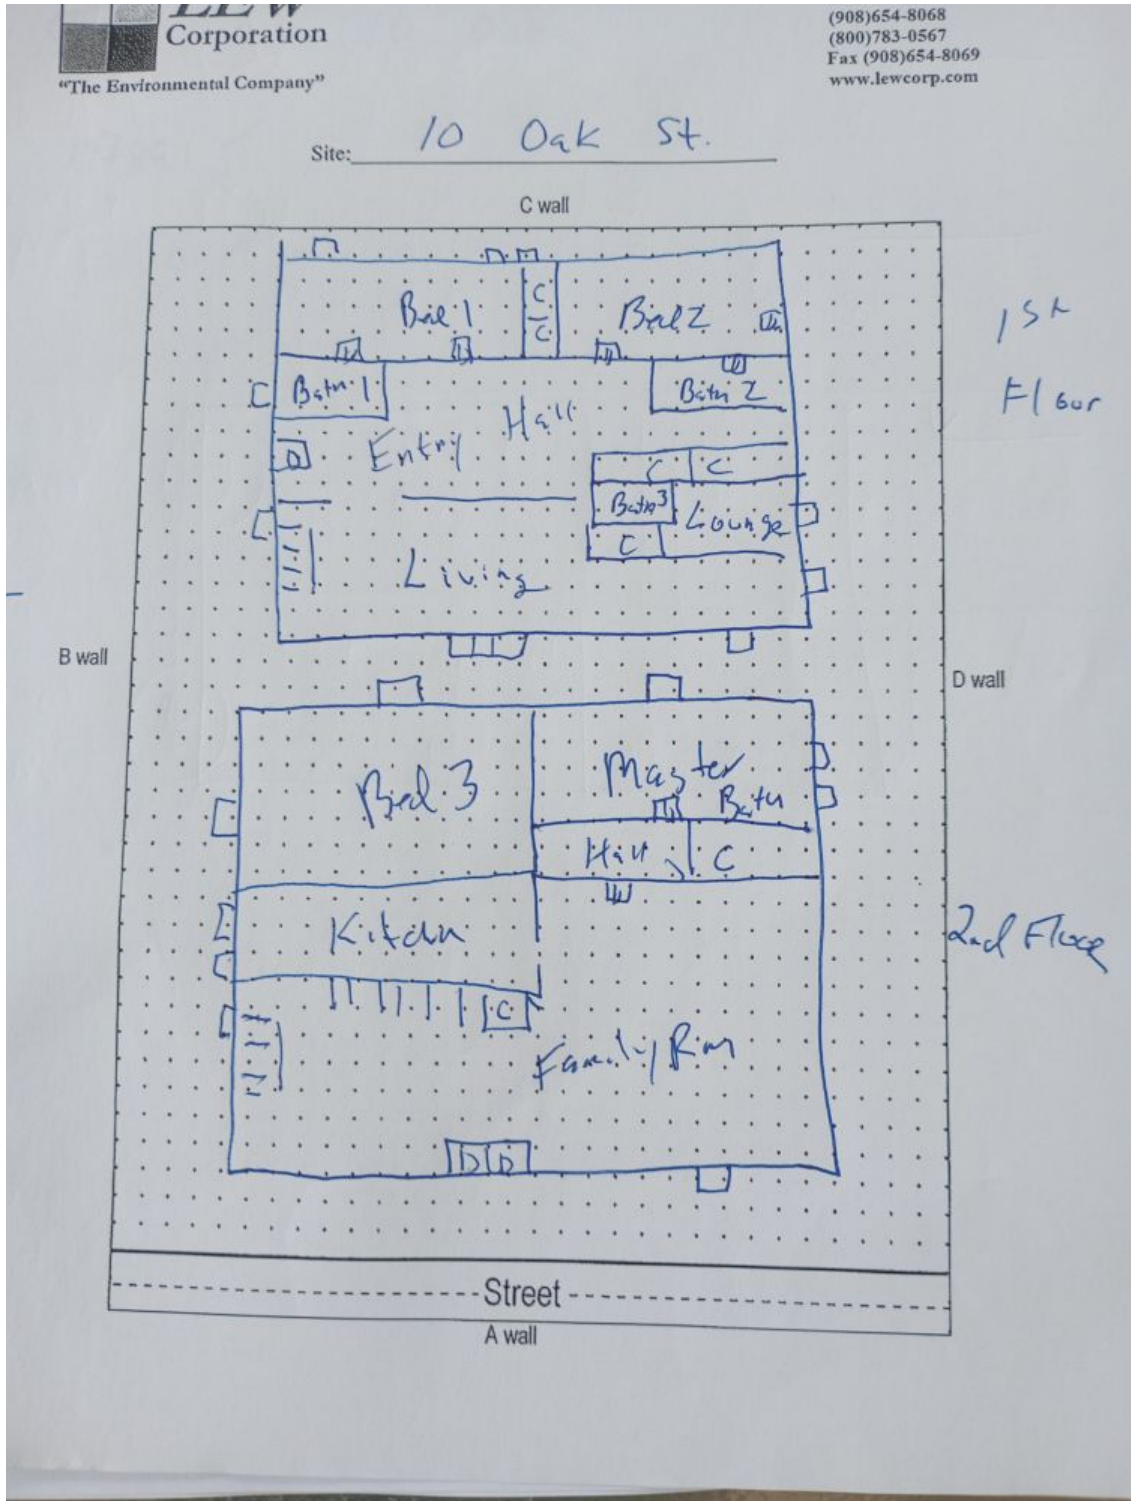 LEW
Corporation
"The Environmental Company"
(908)654-8068
(800)783-0567
Fax (908)654-8069
www.lewcorp.com
Site: 10 Oak St.
C wall
1St
Floor
Bed 1
C
C
Bed 2
D
D
D
D
D
Bath 1
Hall
Bath 2
D
Entry
C C
Bath 3
Lounge
C
Living
B wall
D wall
Bed 3
Master
Bath
D
Hall
C
D
Kitchn
2nd Floor
C
Family Rm
D D
Street
A wall